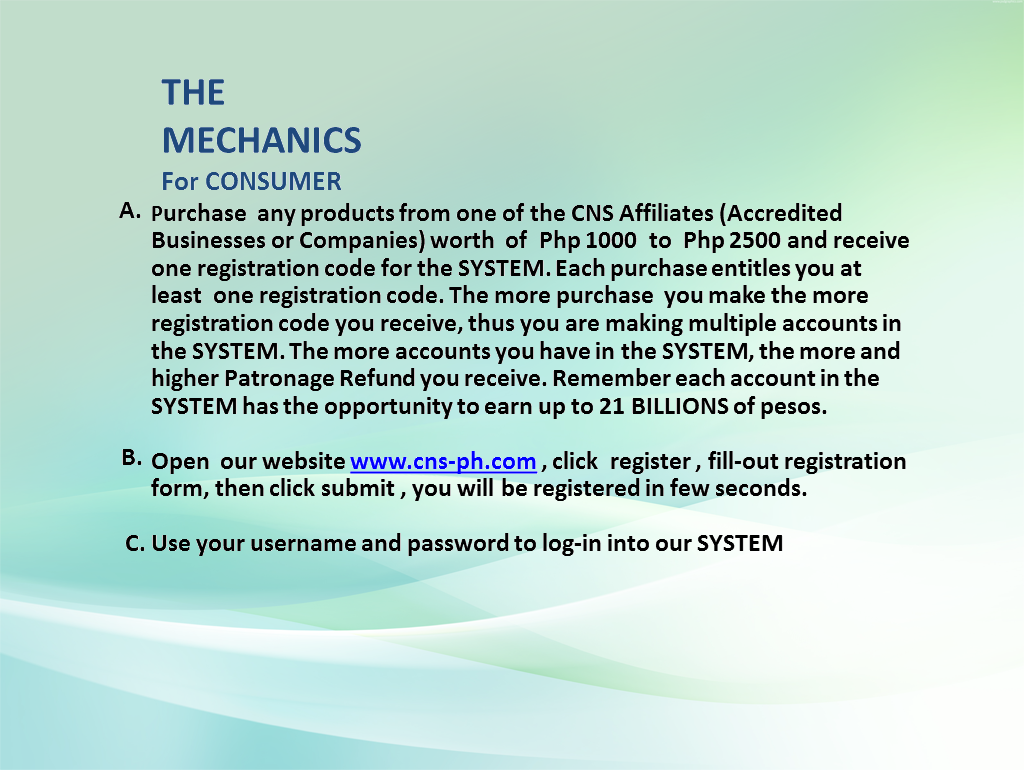 THE
MECHANICS
For CONSUMER
A. Purchase any products from one of the CNS Affiliates (Accredited
Businesses or Companies) worth of Php 1000 to Php 2500 and receive
one registration code for the SYSTEM. Each purchase entitles you at
least one registration code. The more purchase you make the more
registration code you receive, thus you are making multiple accounts in
the SYSTEM. The more accounts you have in the SYSTEM, the more and
higher Patronage Refund you receive. Remember each account in the
SYSTEM has the opportunity to earn up to 21 BILLIONS of pesos.
B. Open our website www.cns-ph.com , click register , fill-out registration
form, then click submit , you will be registered in few seconds.
C. Use your username and password to log-in into our SYSTEM